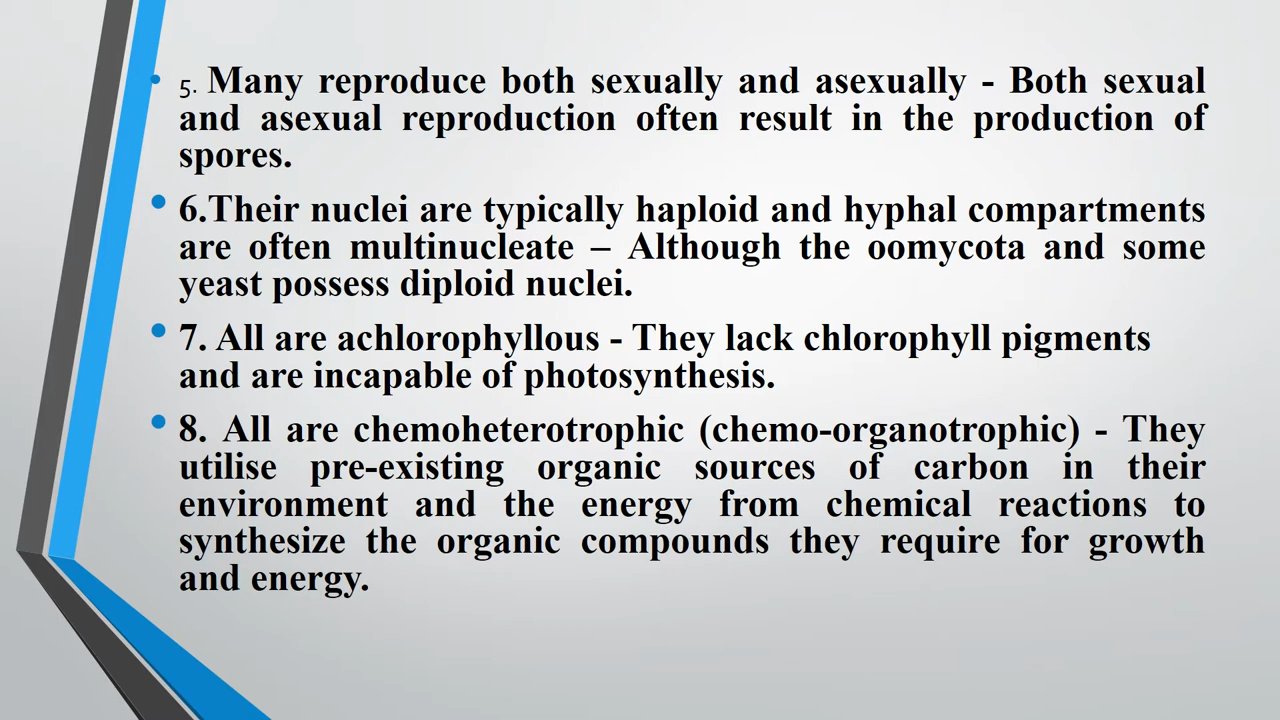 5. Many reproduce both sexually and asexually - Both sexual
and asexual reproduction often result in the production of
spores.
6.Their nuclei are typically haploid and hyphal compartments
are often multinucleate – Although the oomycota and some
yeast possess diploid nuclei.
7. All are achlorophyllous - They lack chlorophyll pigments
and are incapable of photosynthesis.
8. All are chemoheterotrophic (chemo-organotrophic) - They
utilise pre-existing organic sources of carbon in their
environment and the energy from chemical reactions to
synthesize the organic compounds they require for growth
and energy.